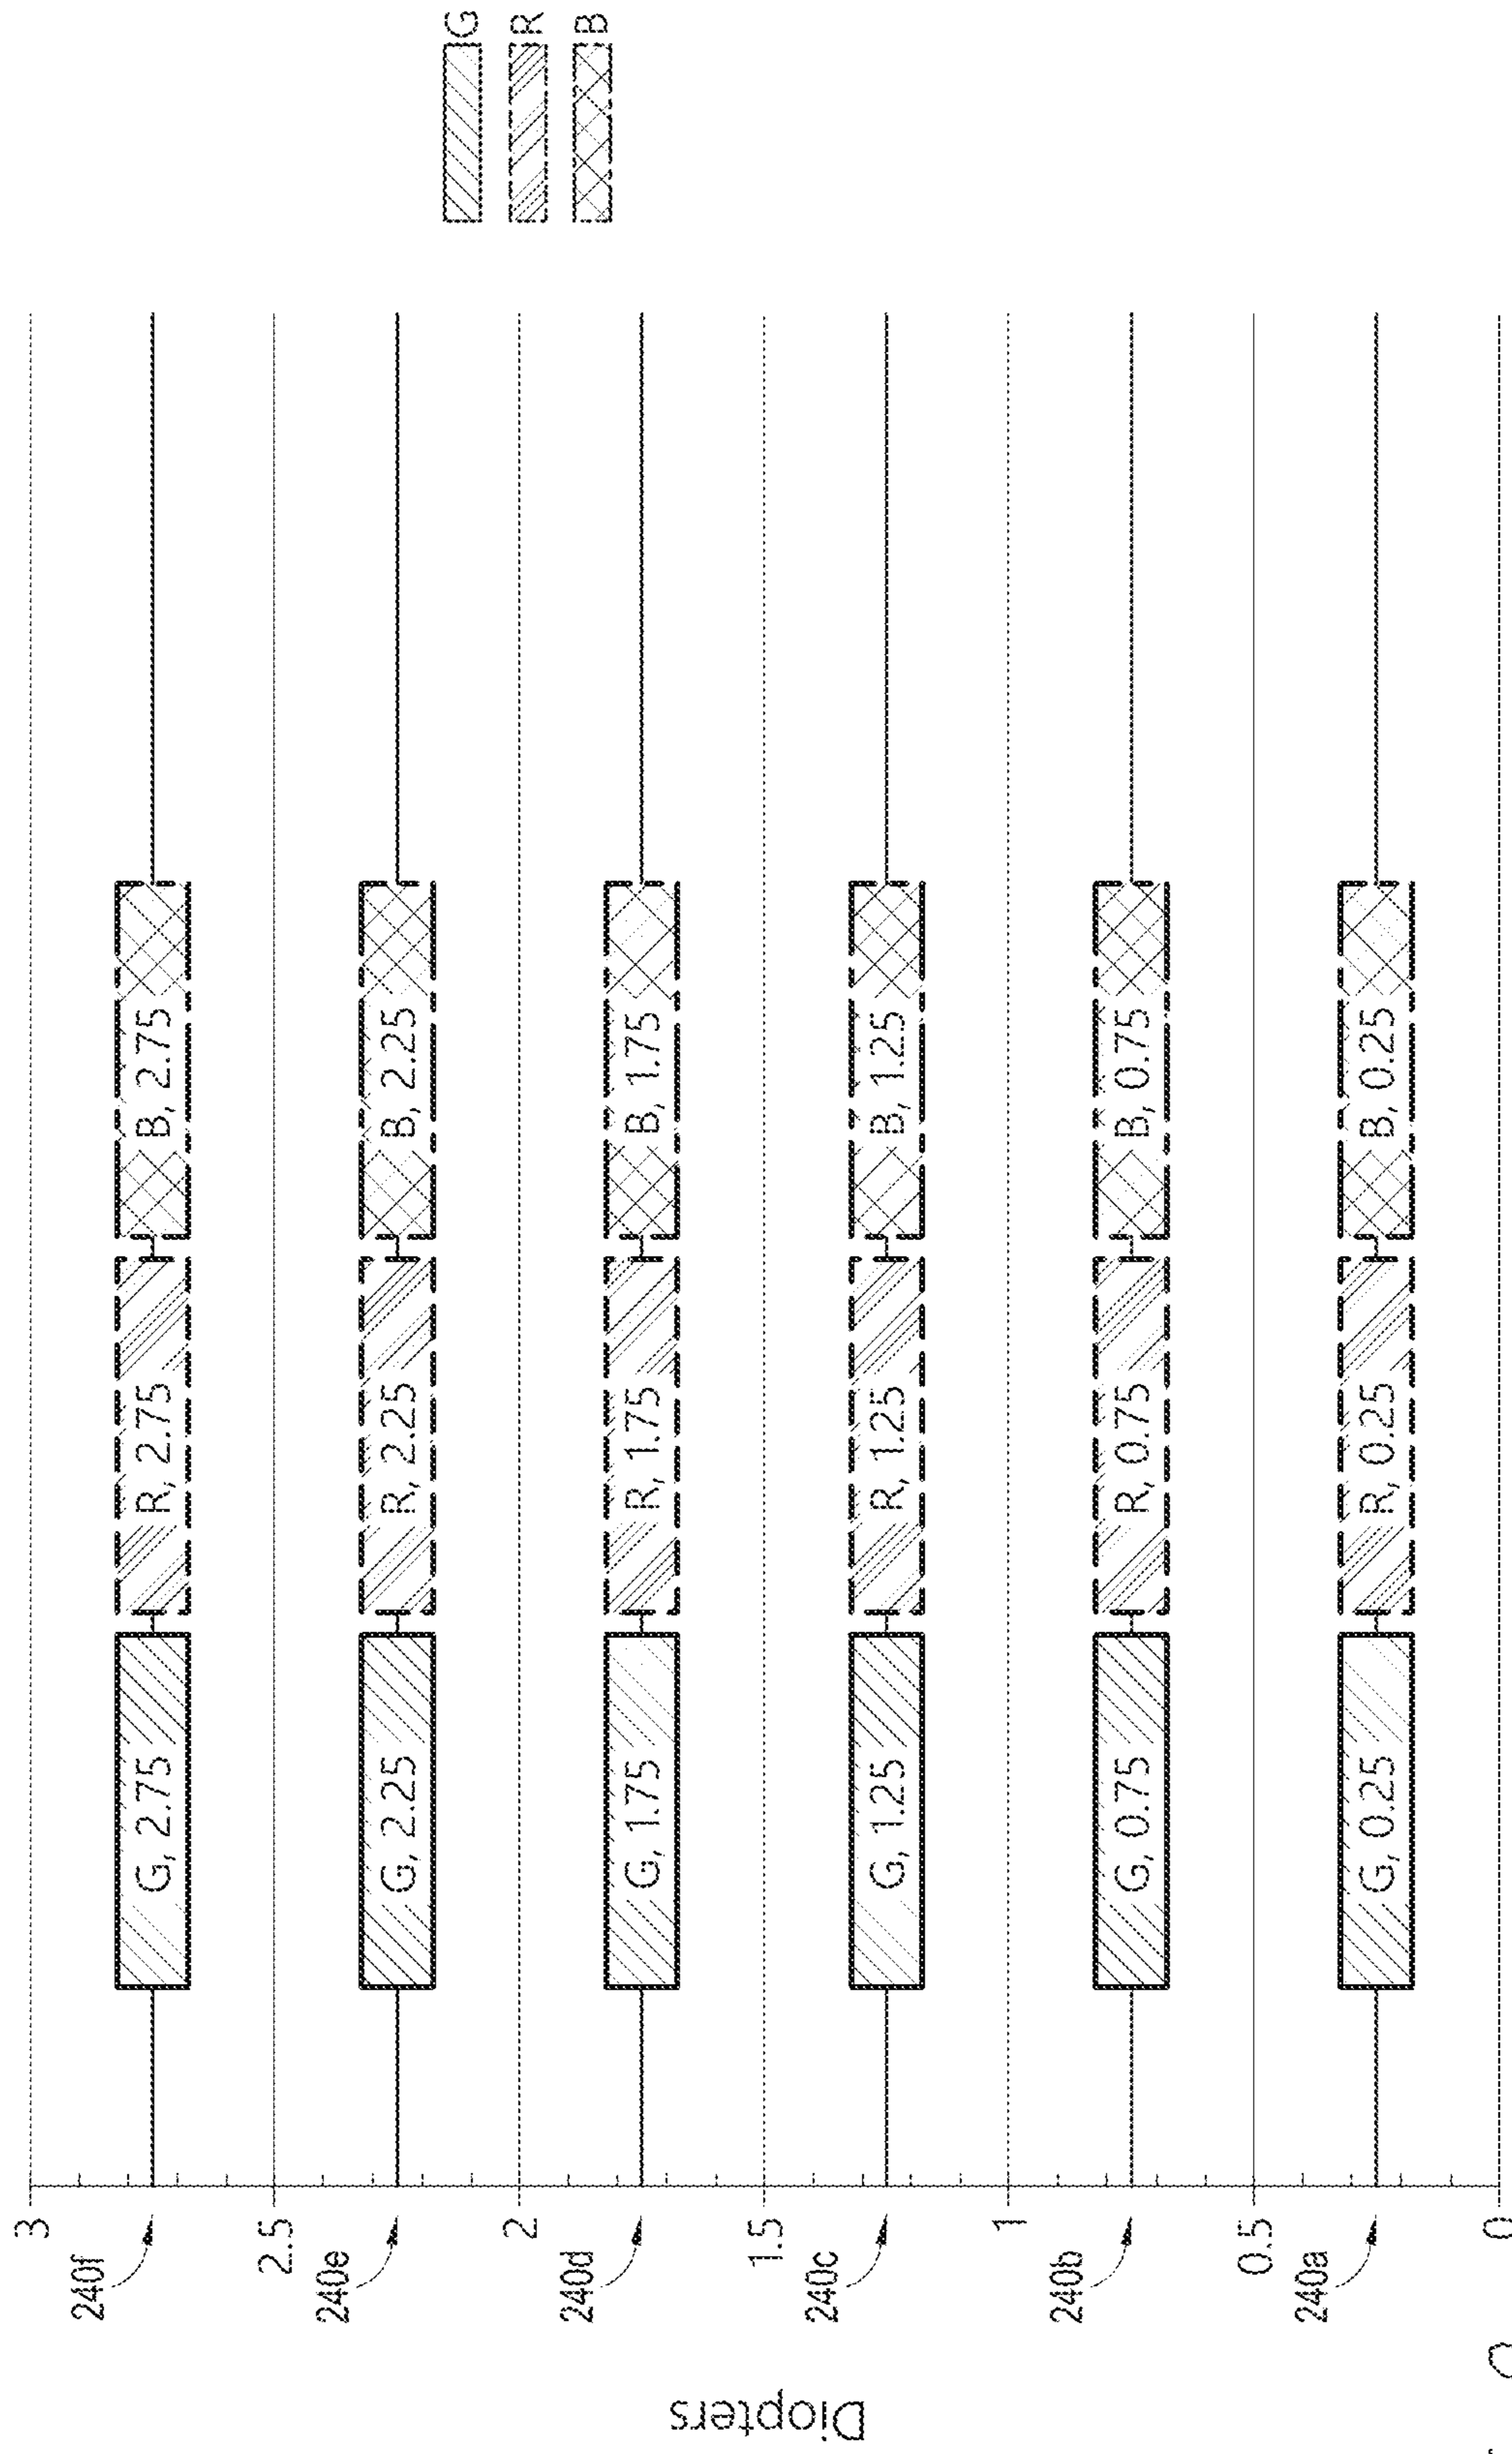 Diopters
3
240f
G, 2.75
R, 2.75
B, 2.75
2.5
240e
G, 2.25
R, 2.25
B, 2.25
2
240d
G, 1.75
R, 1.75
B, 1.75
1.5
240c
G, 1.25
R, 1.25
B, 1.25
1
240b
G, 0.75
R, 0.75
B, 0.75
0.5
240a
G, 0.25
R, 0.25
B, 0.25
0
G
R
B